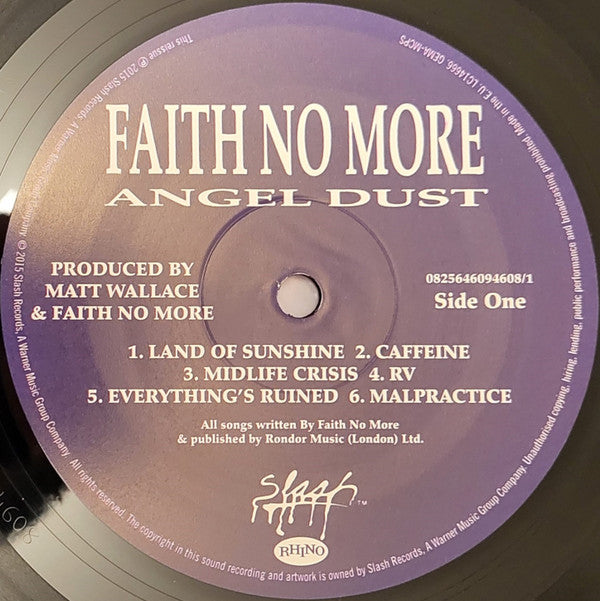 FAITH NO MORE
ANGEL DUST
PRODUCED BY
MATT WALLACE
& FAITH NO MORE
0825646094608/1
Side One
1. LAND OF SUNSHINE 2. CAFFEINE
3. MIDLIFE CRISIS 4. RV
5. EVERYTHING'S RUINED 6. MALPRACTICE
All songs written By Faith No More
& published by Rondor Music (London) Ltd.
Slash ™
RHINO
This reissue ℗ 2015 Slash Records, A Warner Music Group Company. © 2015 Slash Records, A Warner Music Group Company. All rights reserved. The copyright in this sound recording and artwork is owned by Slash Records, A Warner Music Group Company. Unauthorised copying, hiring, lending, public performance and broadcasting prohibited. Made in the E.U. LC14666. GEMA-MCPS